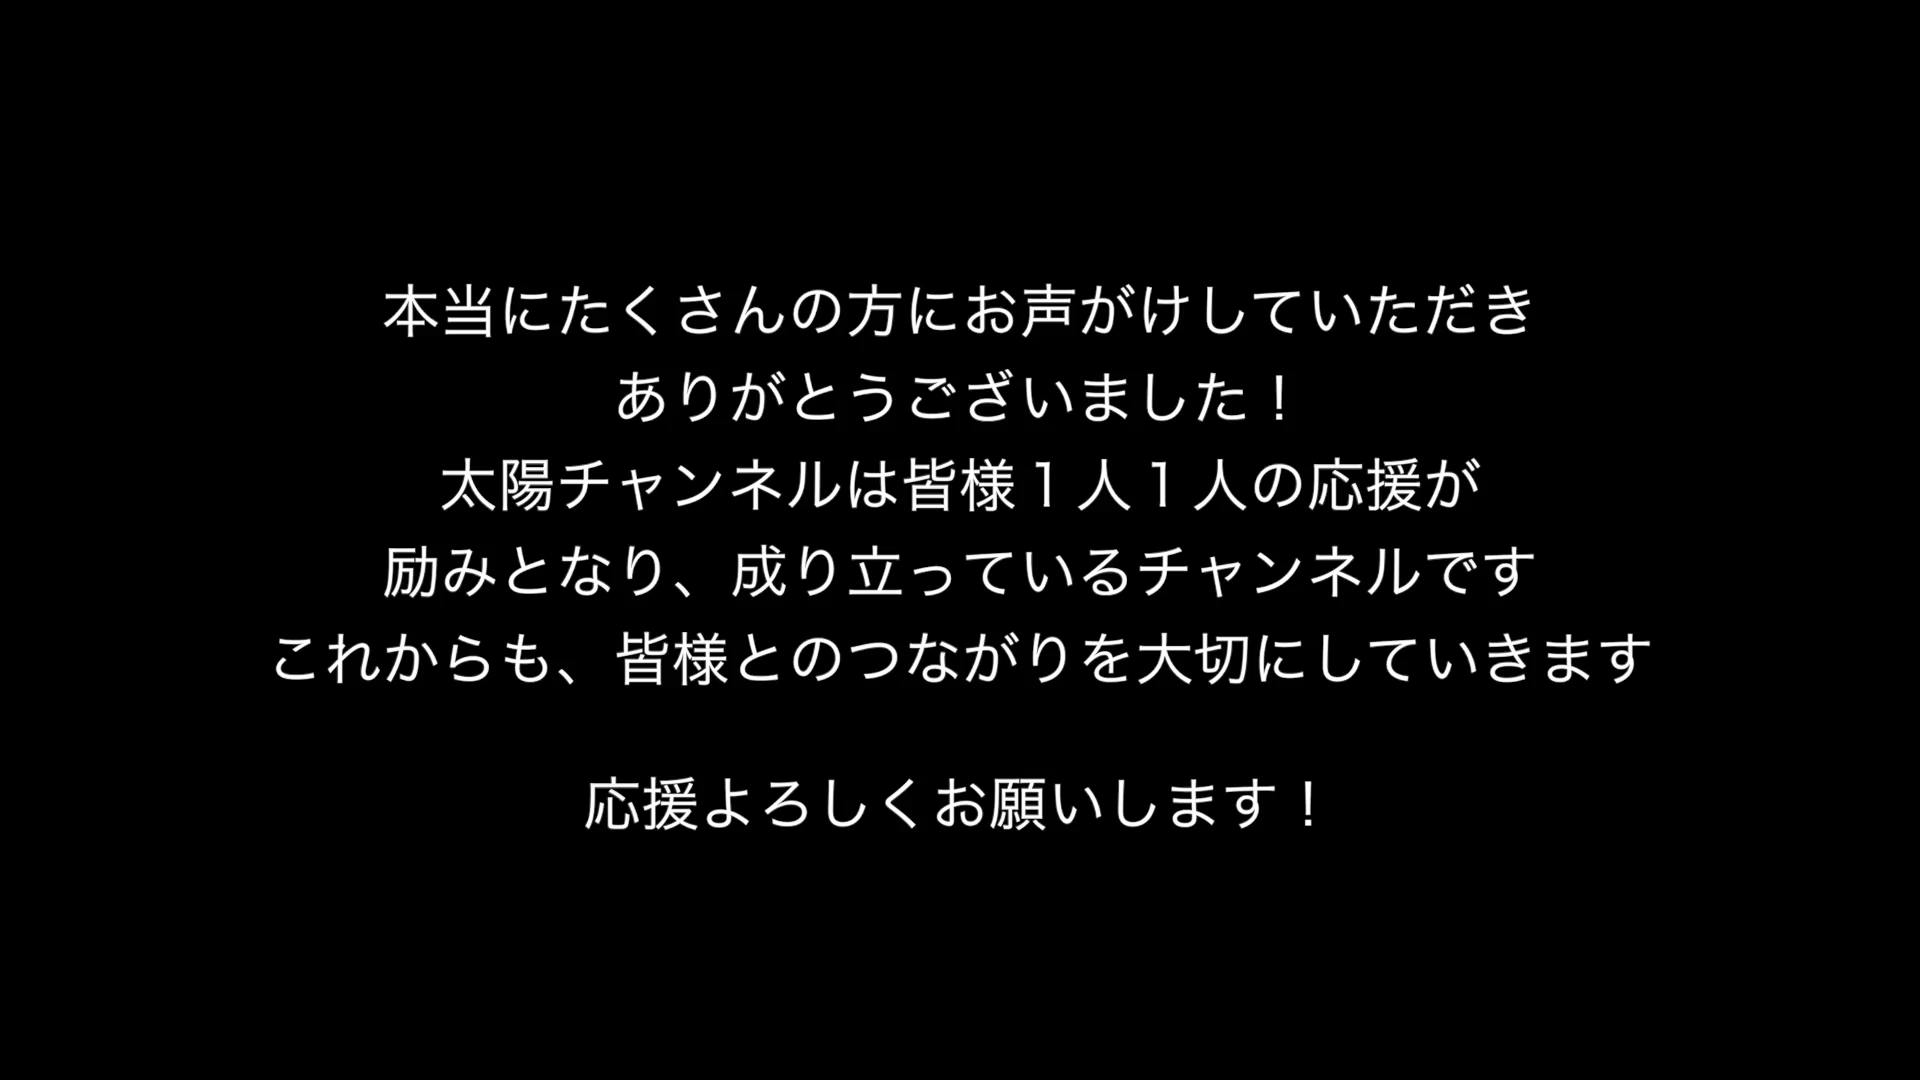 本当にたくさんの方にお声がけしていただき
ありがとうございました！
太陽チャンネルは皆様１人１人の応援が
励みとなり、成り立っているチャンネルです
これからも、皆様とのつながりを大切にしていきます
応援よろしくお願いします！